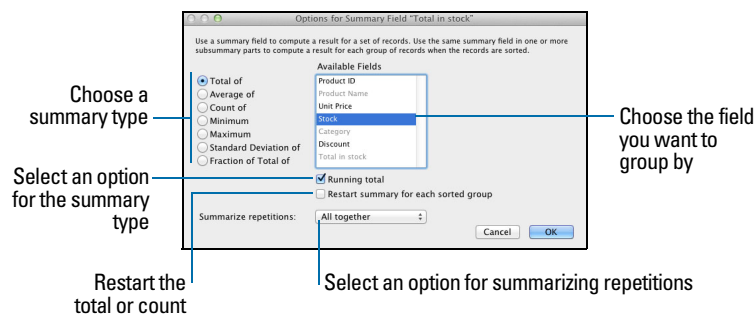 Options for Summary Field “Total in stock”
Use a summary field to compute a result for a set of records. Use the same summary field in one or more
subsummary parts to compute a result for each group of records when the records are sorted.
Available Fields
Total of
Average of
Count of
Minimum
Maximum
Standard Deviation of
Fraction of Total of
Product ID
Product Name
Unit Price
Stock
Category
Discount
Total in stock
Running total
Restart summary for each sorted group
Summarize repetitions:
All together
Cancel
OK
Choose a
summary type
Select an option
for the summary
type
Restart the
total or count
Choose the field
you want to
group by
Select an option for summarizing repetitions